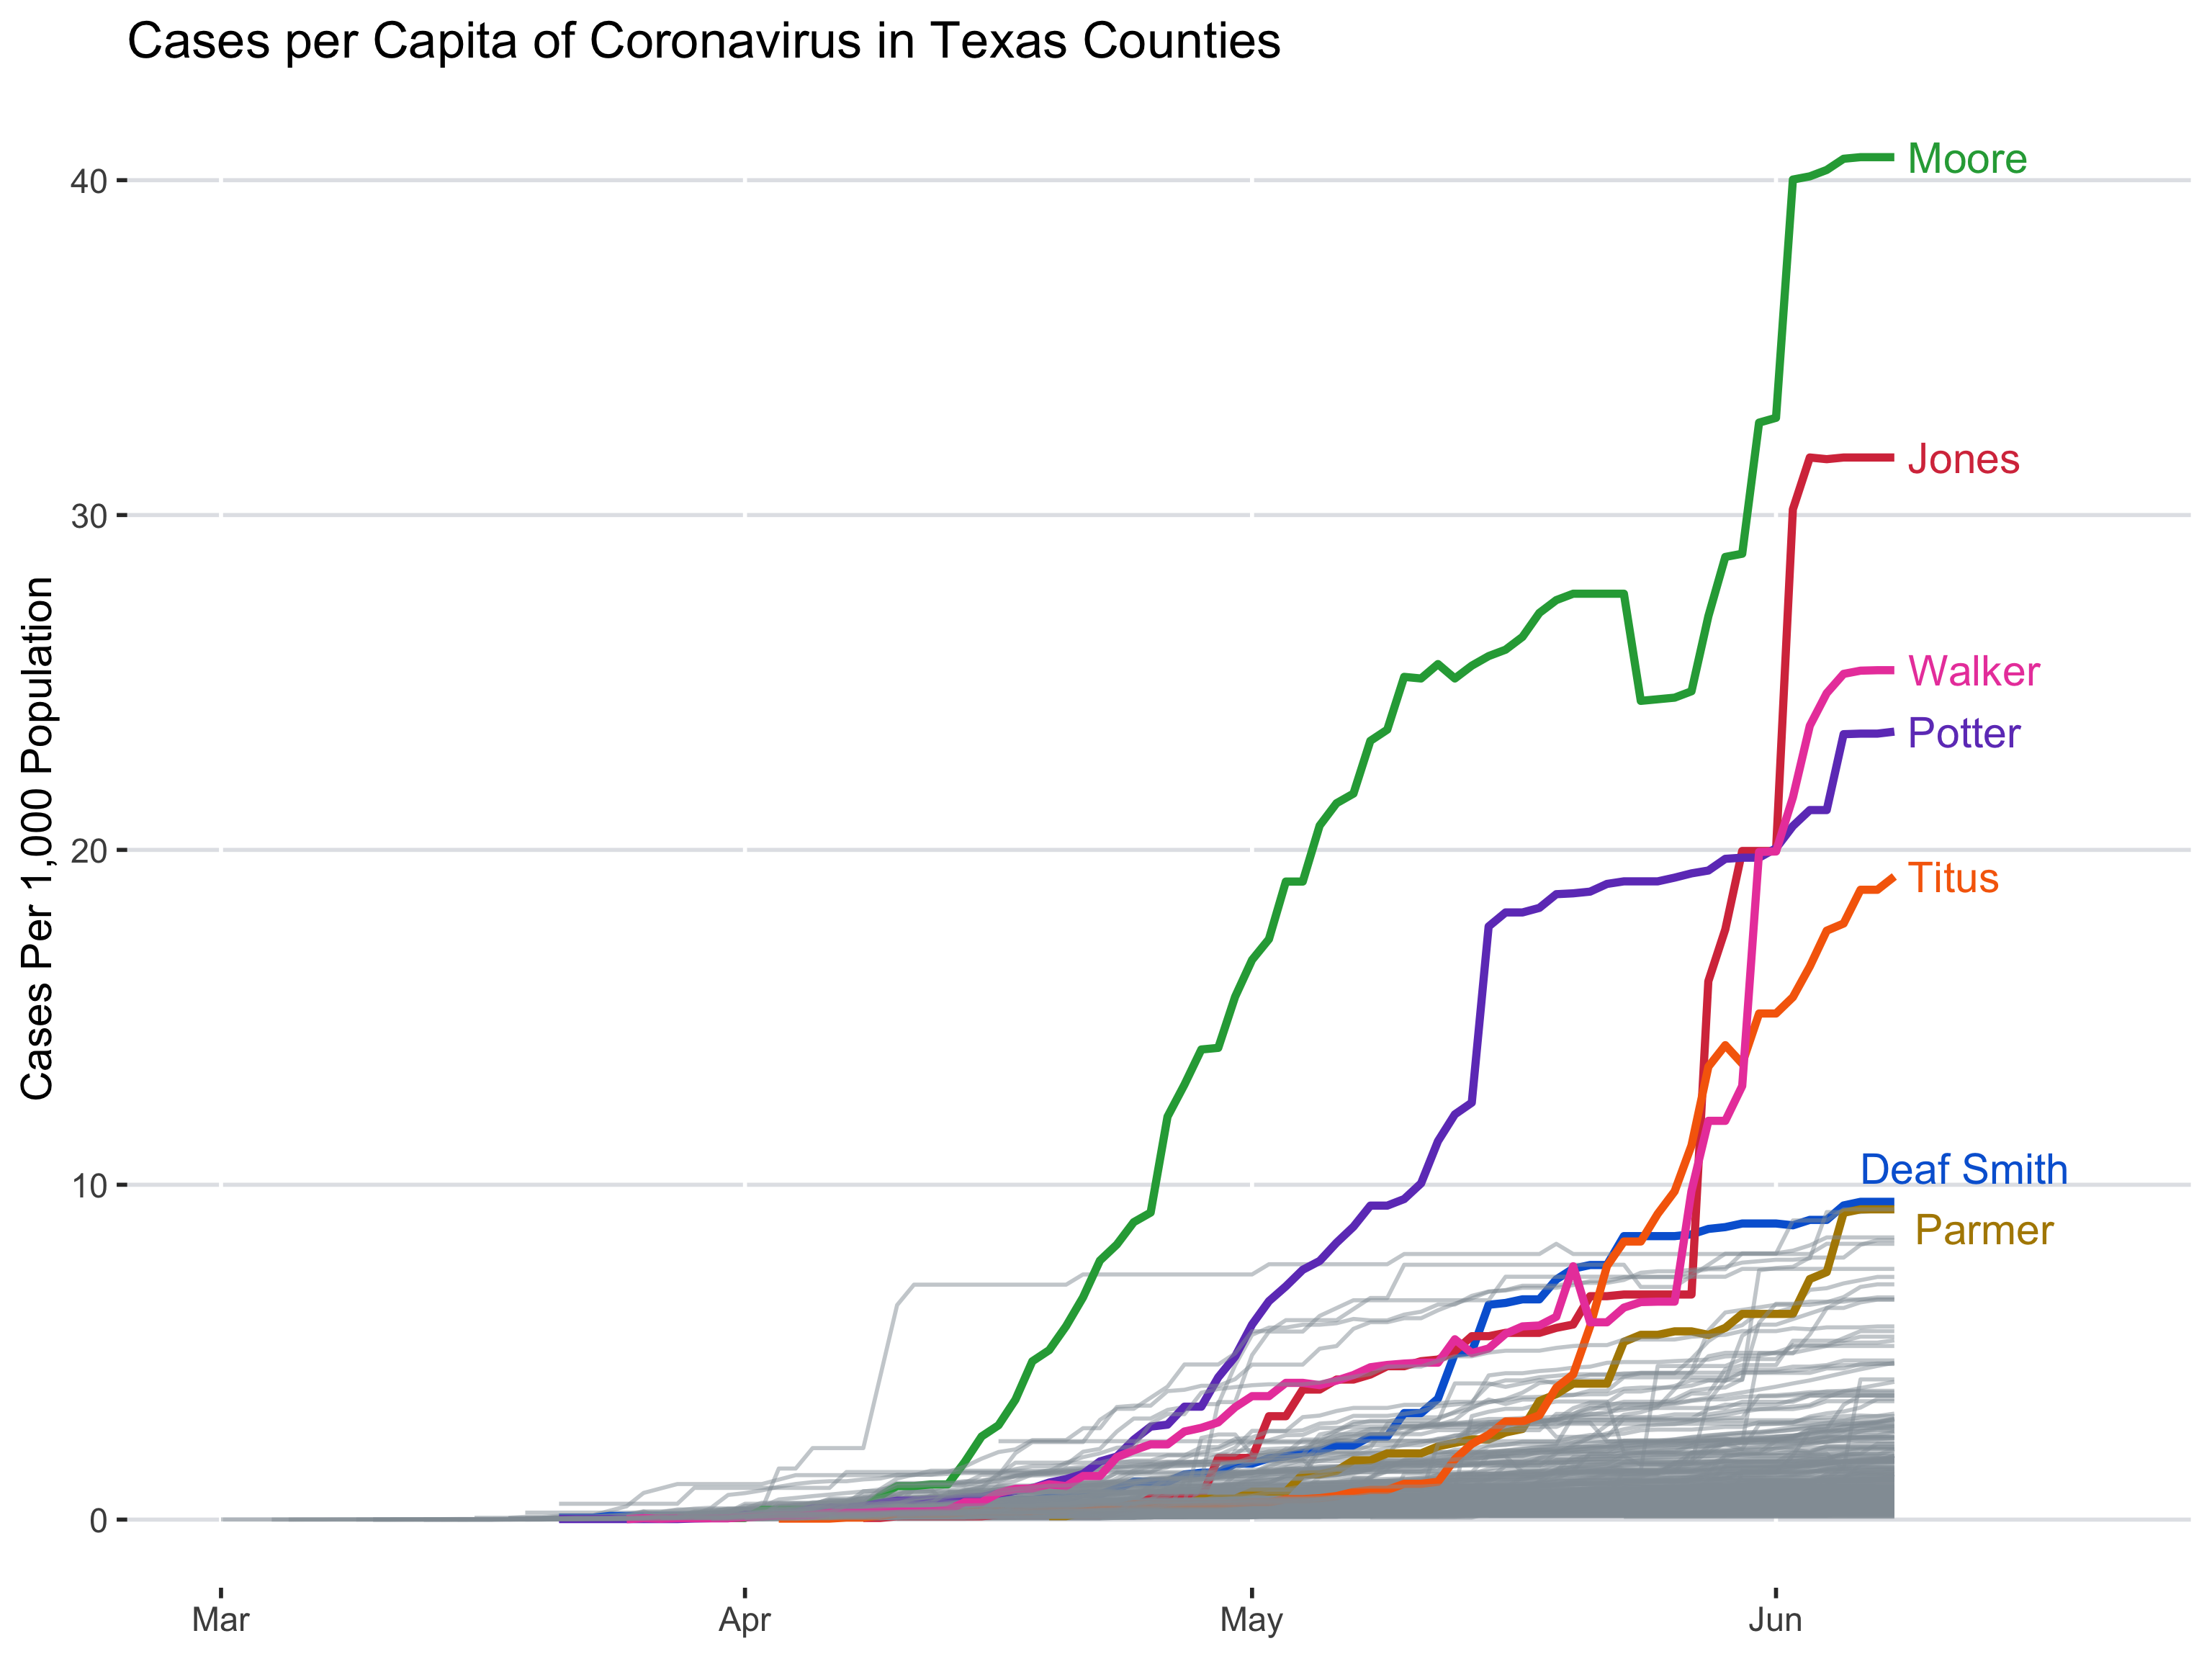 Cases per Capita of Coronavirus in Texas Counties
Cases Per 1,000 Population
40
30
20
10
0
Moore
Jones
Walker
Potter
Titus
Deaf Smith
Parmer
Mar
Apr
May
Jun